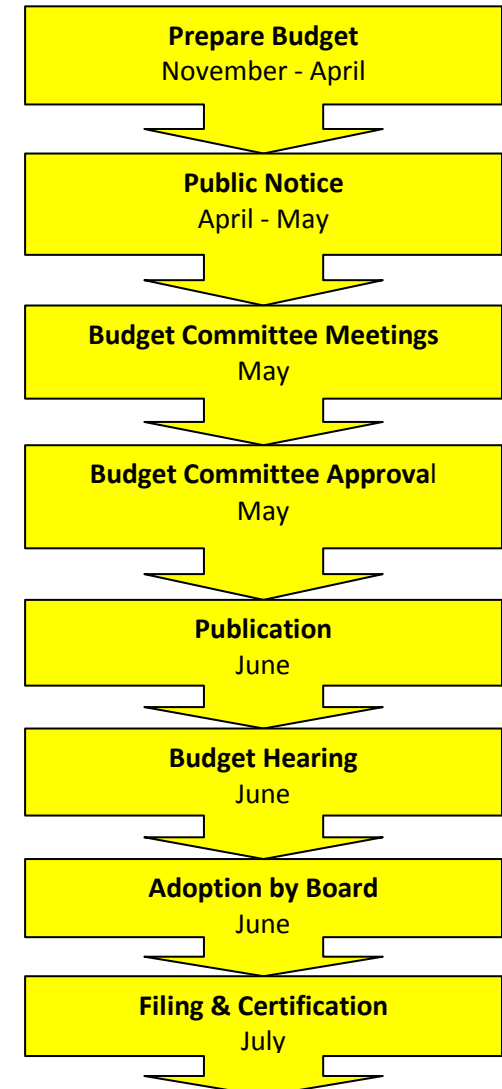 Prepare Budget
November - April
Public Notice
April - May
Budget Committee Meetings
May
Budget Committee Approval
May
Publication
June
Budget Hearing
June
Adoption by Board
June
Filing & Certification
July